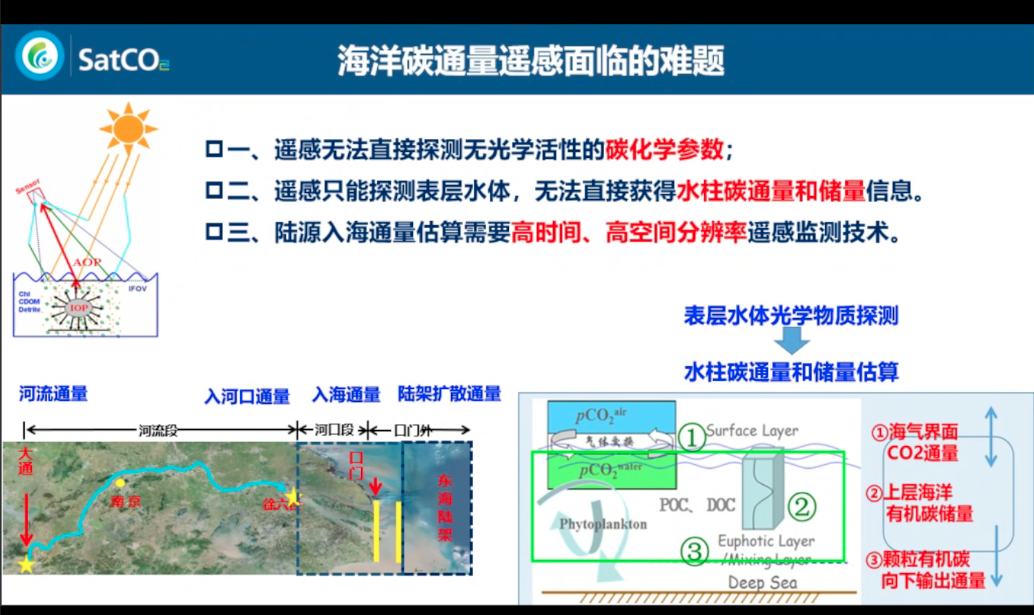 SatCO2
海洋碳通量遥感面临的难题
一、遥感无法直接探测无光学活性的碳化学参数；
二、遥感只能探测表层水体，无法直接获得水柱碳通量和储量信息。
三、陆源入海通量估算需要高时间、高空间分辨率遥感监测技术。
Sensor
AOP
IFOV
Chl
CDOM
Detrite
IOP
表层水体光学物质探测
水柱碳通量和储量估算
河流通量
入河口通量
入海通量
陆架扩散通量
河流段
河口段
口门外
大通
南京
徐六
口门
东海陆架
pCO2air
气体交换
pCO2water
①
Surface Layer
POC、DOC
②
Phytoplankton
③
Euphotic Layer
/Mixing Layer
Deep Sea
①海气界面
CO2通量
②上层海洋
有机碳储量
③颗粒有机碳
向下输出通量